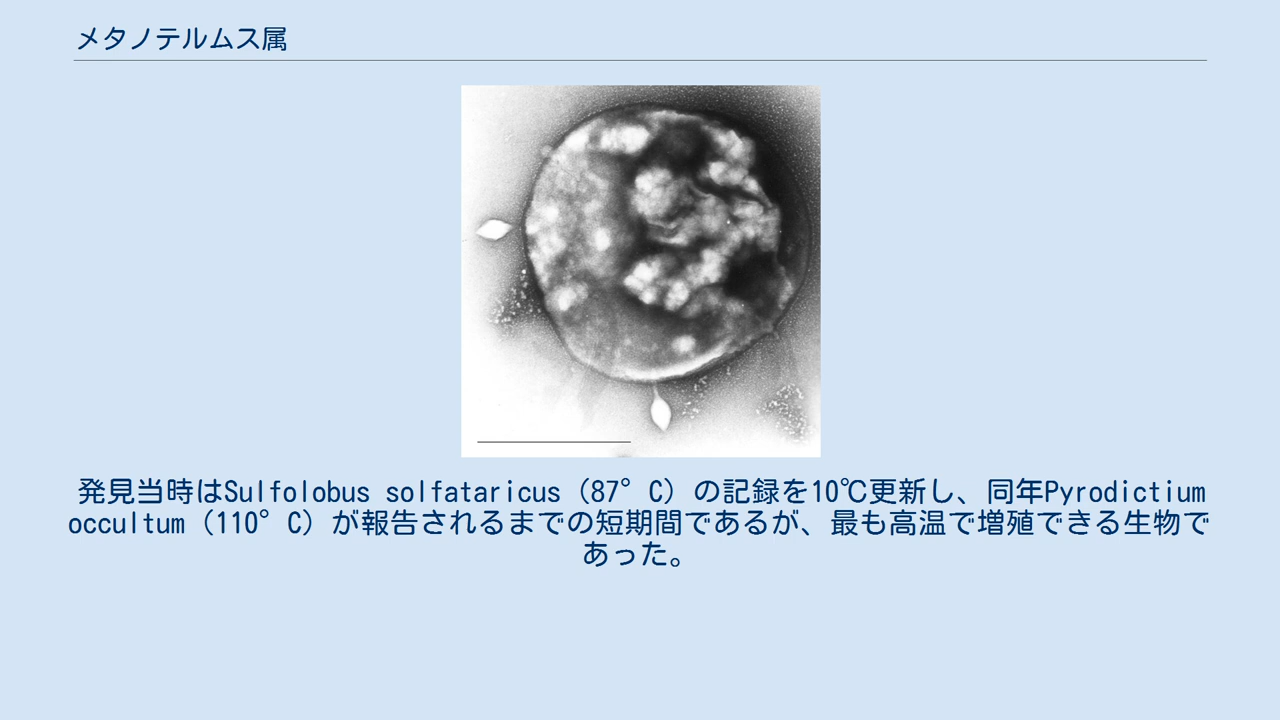 メタノテルムス属
発見当時はSulfolobus solfataricus（87°C）の記録を10℃更新し、同年Pyrodictium
occultum（110°C）が報告されるまでの短期間であるが、最も高温で増殖できる生物で
あった。